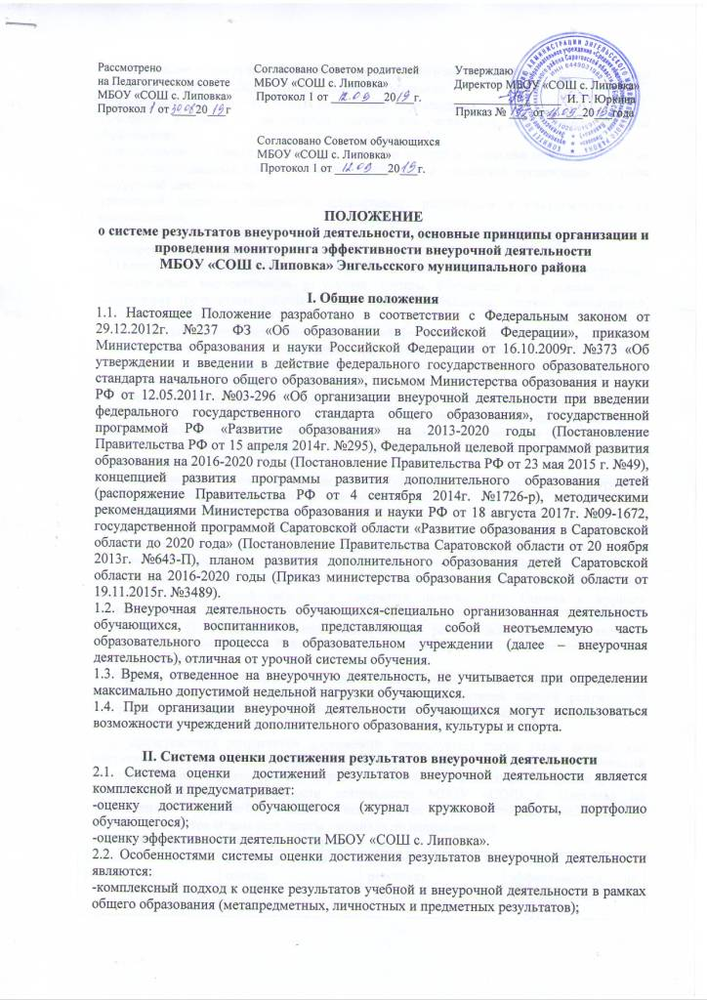 Рассмотрено
на Педагогическом совете
МБОУ «СОШ с. Липовка»
Протокол 1 от 30 08 20 19 г
Согласовано Советом родителей
МБОУ «СОШ с. Липовка»
Протокол 1 от 12.09 2019 г.
Утверждаю
Директор МБОУ «СОШ с. Липовка»
И. Г. Юркина
Приказ № от 16.09 2019 года
Согласовано Советом обучающихся
МБОУ «СОШ с. Липовка»
Протокол 1 от 12.09 2019г.
ПОЛОЖЕНИЕ
о системе результатов внеурочной деятельности, основные принципы организации и
проведения мониторинга эффективности внеурочной деятельности
МБОУ «СОШ с. Липовка» Энгельсского муниципального района
I. Общие положения
1.1. Настоящее Положение разработано в соответствии с Федеральным законом от
29.12.2012г. №237 ФЗ «Об образовании в Российской Федерации», приказом
Министерства образования и науки Российской Федерации от 16.10.2009г. №373 «Об
утверждении и введении в действие федерального государственного образовательного
стандарта начального общего образования», письмом Министерства образования и науки
РФ от 12.05.2011г. №03-296 «Об организации внеурочной деятельности при введении
федерального государственного стандарта общего образования», государственной
программой РФ «Развитие образования» на 2013-2020 годы (Постановление
Правительства РФ от 15 апреля 2014г. №295), Федеральной целевой программой развития
образования на 2016-2020 годы (Постановление Правительства РФ от 23 мая 2015 г. №49),
концепцией развития программы развития дополнительного образования детей
(распоряжение Правительства РФ от 4 сентября 2014г. №1726-р), методическими
рекомендациями Министерства образования и науки РФ от 18 августа 2017г. №09-1672,
государственной программой Саратовской области «Развитие образования в Саратовской
области до 2020 года» (Постановление Правительства Саратовской области от 20 ноября
2013г. №643-П), планом развития дополнительного образования детей Саратовской
области на 2016-2020 годы (Приказ министерства образования Саратовской области от
19.11.2015г. №3489).
1.2. Внеурочная деятельность обучающихся-специально организованная деятельность
обучающихся, воспитанников, представляющая собой неотъемлемую часть
образовательного процесса в образовательном учреждении (далее – внеурочная
деятельность), отличная от урочной системы обучения.
1.3. Время, отведенное на внеурочную деятельность, не учитывается при определении
максимально допустимой недельной нагрузки обучающихся.
1.4. При организации внеурочной деятельности обучающихся могут использоваться
возможности учреждений дополнительного образования, культуры и спорта.
II. Система оценки достижения результатов внеурочной деятельности
2.1. Система оценки достижений результатов внеурочной деятельности является
комплексной и предусматривает:
-оценку достижений обучающегося (журнал кружковой работы, портфолио
обучающегося);
-оценку эффективности деятельности МБОУ «СОШ с. Липовка».
2.2. Особенностями системы оценки достижения результатов внеурочной деятельности
являются:
-комплексный подход к оценке результатов учебной и внеурочной деятельности в рамках
общего образования (метапредметных, личностных и предметных результатов);